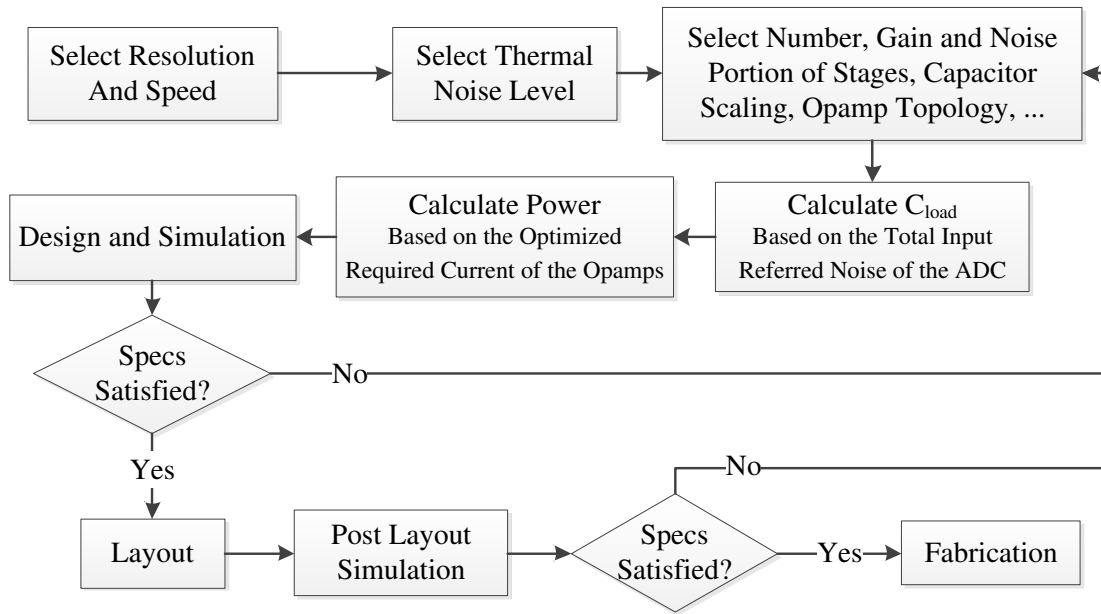 Select Resolution
And Speed
Select Thermal
Noise Level
Select Number, Gain and Noise
Portion of Stages, Capacitor
Scaling, Opamp Topology, ...
Calculate Cload
Based on the Total Input
Referred Noise of the ADC
Calculate Power
Based on the Optimized
Required Current of the Opamps
Design and Simulation
Specs
Satisfied?
No
Yes
Layout
Post Layout
Simulation
Specs
Satisfied?
No
Yes
Fabrication